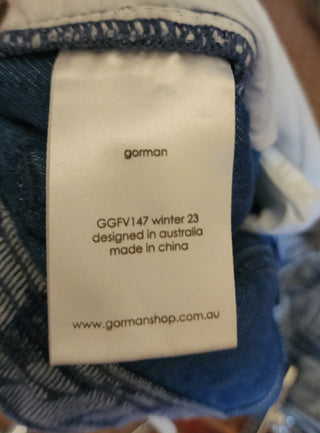 gorman
GGFV147 winter 23
designed in australia
made in china
www.gormanshop.com.au